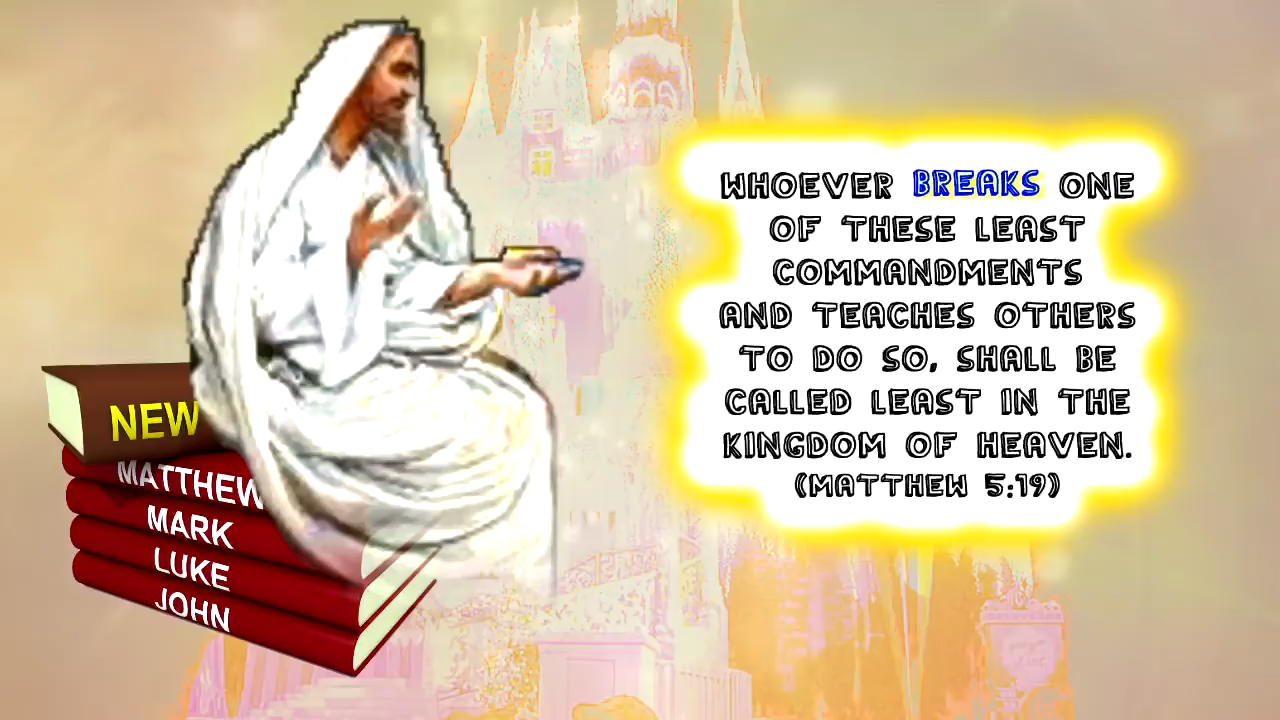 WHOEVER BREAKS ONE
OF THESE LEAST
COMMANDMENTS
AND TEACHES OTHERS
TO DO SO, SHALL BE
CALLED LEAST IN THE
KINGDOM OF HEAVEN.
(MATTHEW 5:19)
NEW
MATTHEW
MARK
LUKE
JOHN